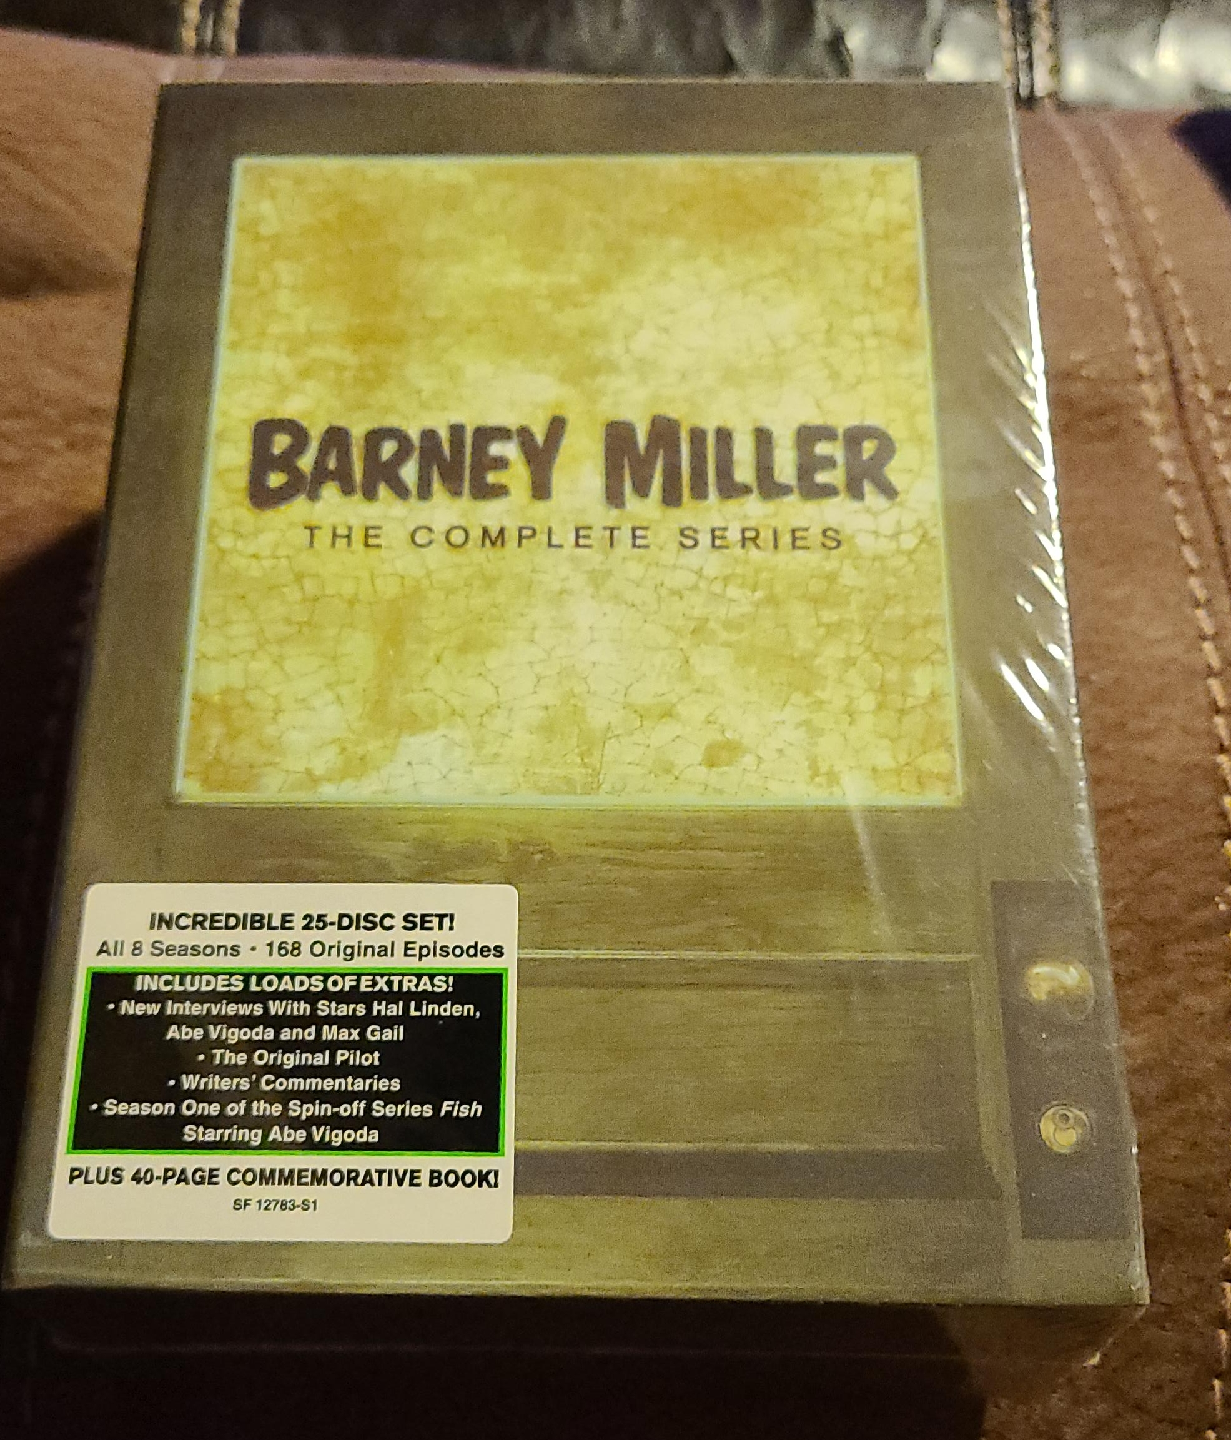 BARNEY MILLER
THE COMPLETE SERIES
INCREDIBLE 25-DISC SET!
All 8 Seasons • 168 Original Episodes
INCLUDES LOADS OF EXTRAS!
• New Interviews With Stars Hal Linden,
Abe Vigoda and Max Gail
• The Original Pilot
• Writers' Commentaries
• Season One of the Spin-off Series Fish
Starring Abe Vigoda
PLUS 40-PAGE COMMEMORATIVE BOOK!
SF 12783-S1